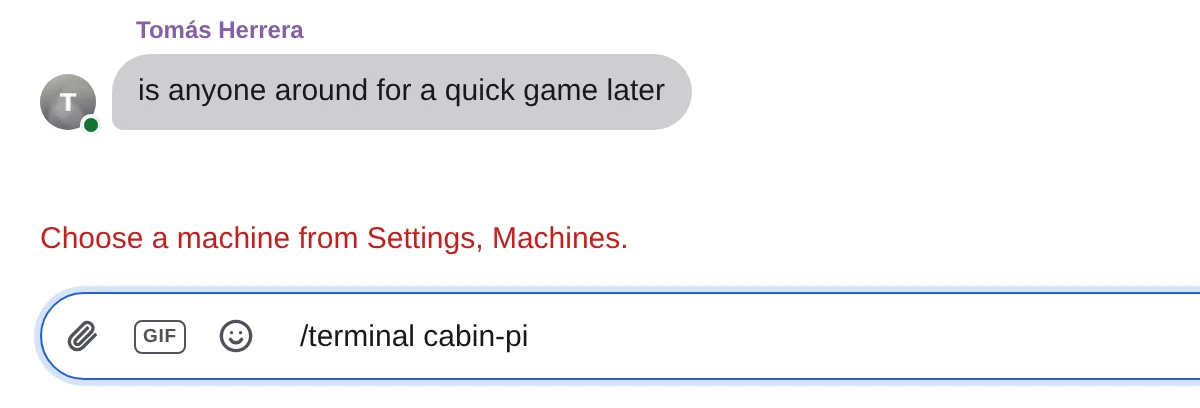 Tomás Herrera
T
is anyone around for a quick game later
Choose a machine from Settings, Machines.
GIF
/terminal cabin-pi